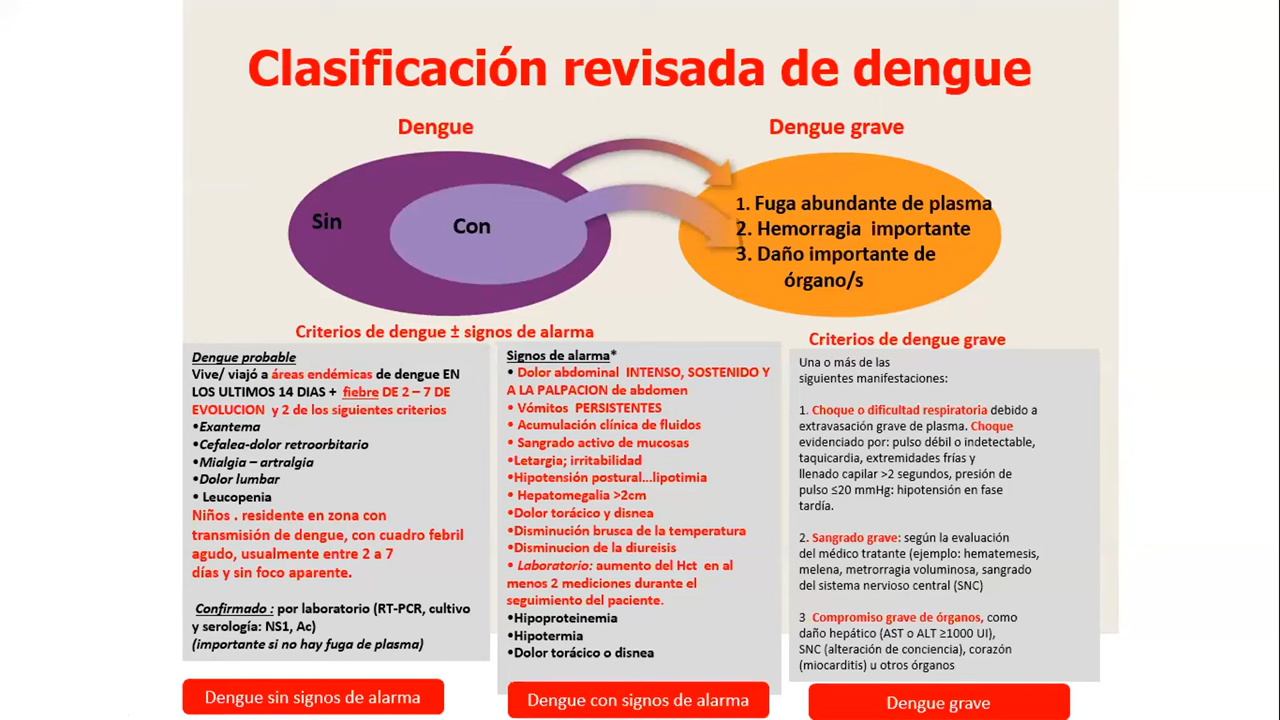 Clasificación revisada de dengue
Dengue
Dengue grave
Sin
Con
1. Fuga abundante de plasma
2. Hemorragia importante
3. Daño importante de
órgano/s
Criterios de dengue ± signos de alarma
Criterios de dengue grave
Dengue probable
Vive/ viajó a áreas endémicas de dengue EN
LOS ULTIMOS 14 DIAS + fiebre DE 2 – 7 DE
EVOLUCION y 2 de los siguientes criterios
•Exantema
•Cefalea-dolor retroorbitario
•Mialgia – artralgia
•Dolor lumbar
• Leucopenia
Niños . residente en zona con
transmisión de dengue, con cuadro febril
agudo, usualmente entre 2 a 7
días y sin foco aparente.
Confirmado : por laboratorio (RT-PCR, cultivo
y serología: NS1, Ac)
(importante si no hay fuga de plasma)
Dengue sin signos de alarma
Signos de alarma*
• Dolor abdominal INTENSO, SOSTENIDO Y
A LA PALPACION de abdomen
• Vómitos PERSISTENTES
• Acumulación clínica de fluidos
• Sangrado activo de mucosas
•Letargia; irritabilidad
•Hipotensión postural...lipotimia
• Hepatomegalia >2cm
•Dolor torácico y disnea
•Disminución brusca de la temperatura
•Disminucion de la diureisis
• Laboratorio: aumento del Hct en al
menos 2 mediciones durante el
seguimiento del paciente.
•Hipoproteinemia
•Hipotermia
•Dolor torácico o disnea
Dengue con signos de alarma
Una o más de las
siguientes manifestaciones:
1. Choque o dificultad respiratoria debido a
extravasación grave de plasma. Choque
evidenciado por: pulso débil o indetectable,
taquicardia, extremidades frías y
llenado capilar >2 segundos, presión de
pulso ≤20 mmHg: hipotensión en fase
tardía.
2. Sangrado grave: según la evaluación
del médico tratante (ejemplo: hematemesis,
melena, metrorragia voluminosa, sangrado
del sistema nervioso central (SNC)
3 Compromiso grave de órganos, como
daño hepático (AST o ALT ≥1000 UI),
SNC (alteración de conciencia), corazón
(miocarditis) u otros órganos
Dengue grave